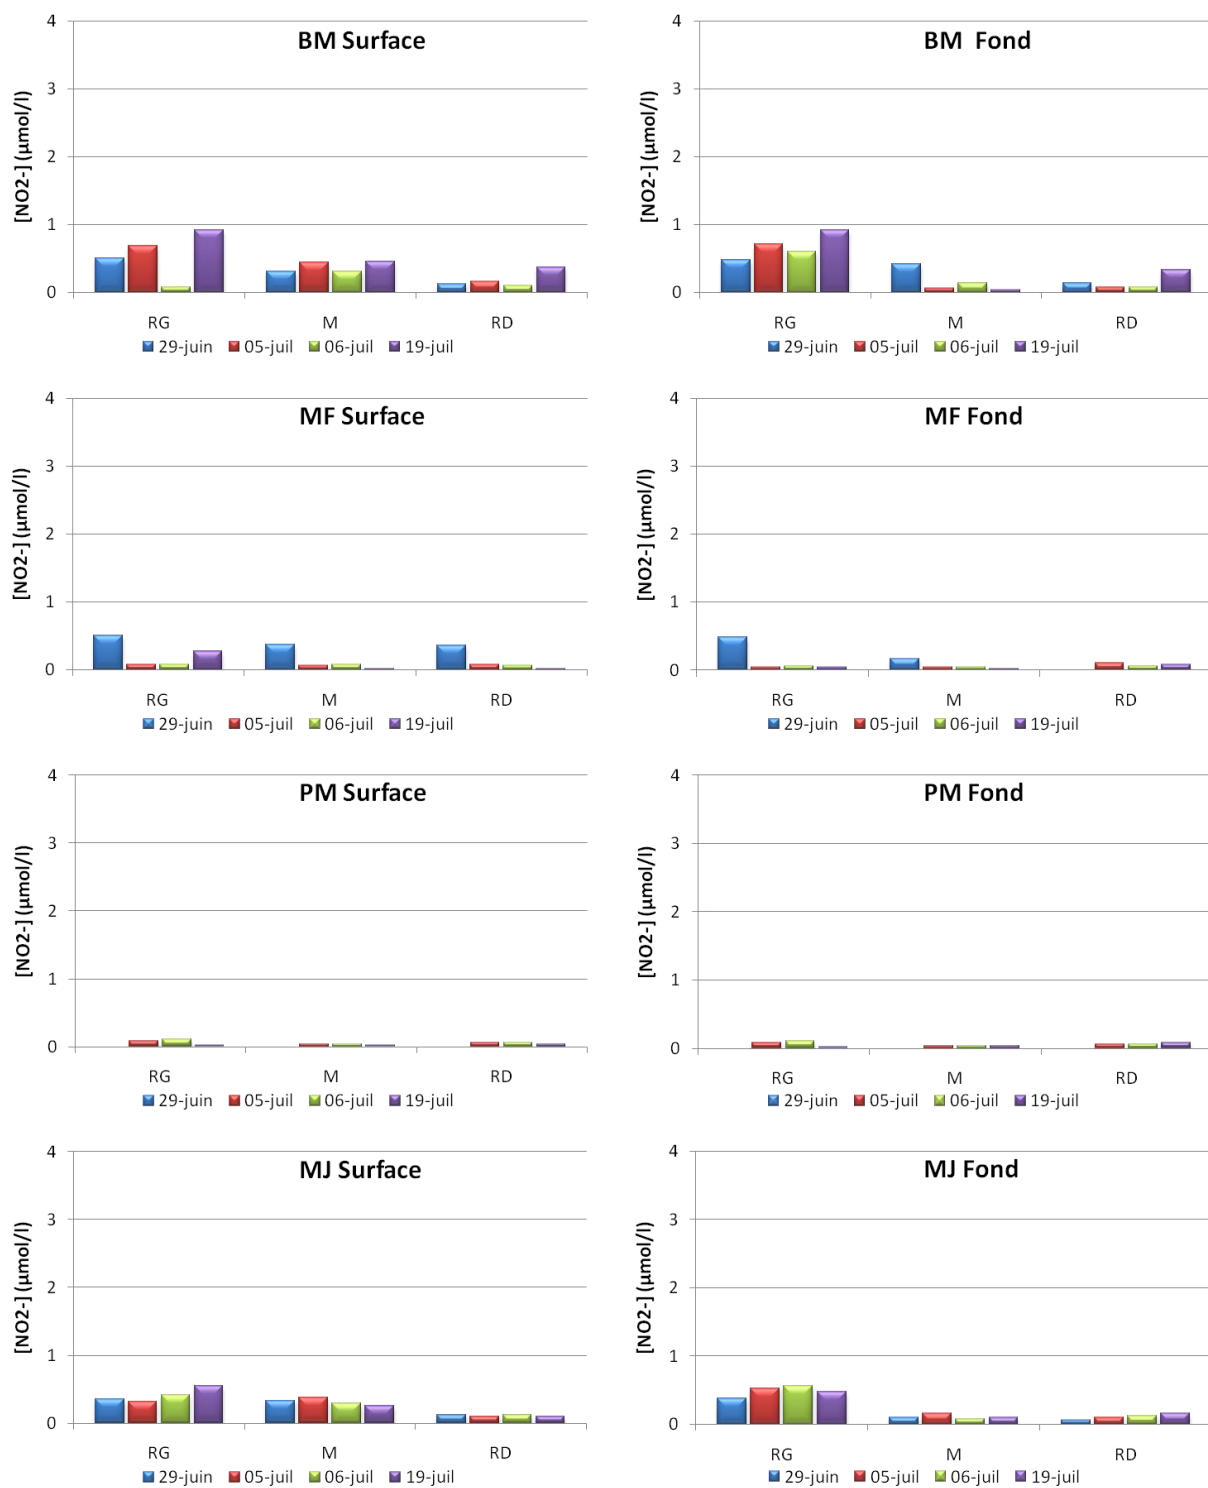 BM Surface
[NO2-] (µmol/l)
4
3
2
1
0
RG M RD
29-juin 05-juil 06-juil 19-juil
BM Fond
[NO2-] (µmol/l)
4
3
2
1
0
RG M RD
29-juin 05-juil 06-juil 19-juil
MF Surface
[NO2-] (µmol/l)
4
3
2
1
0
RG M RD
29-juin 05-juil 06-juil 19-juil
MF Fond
[NO2-] (µmol/l)
4
3
2
1
0
RG M RD
29-juin 05-juil 06-juil 19-juil
PM Surface
[NO2-] (µmol/l)
4
3
2
1
0
RG M RD
29-juin 05-juil 06-juil 19-juil
PM Fond
[NO2-] (µmol/l)
4
3
2
1
0
RG M RD
29-juin 05-juil 06-juil 19-juil
MJ Surface
[NO2-] (µmol/l)
4
3
2
1
0
RG M RD
29-juin 05-juil 06-juil 19-juil
MJ Fond
[NO2-] (µmol/l)
4
3
2
1
0
RG M RD
29-juin 05-juil 06-juil 19-juil